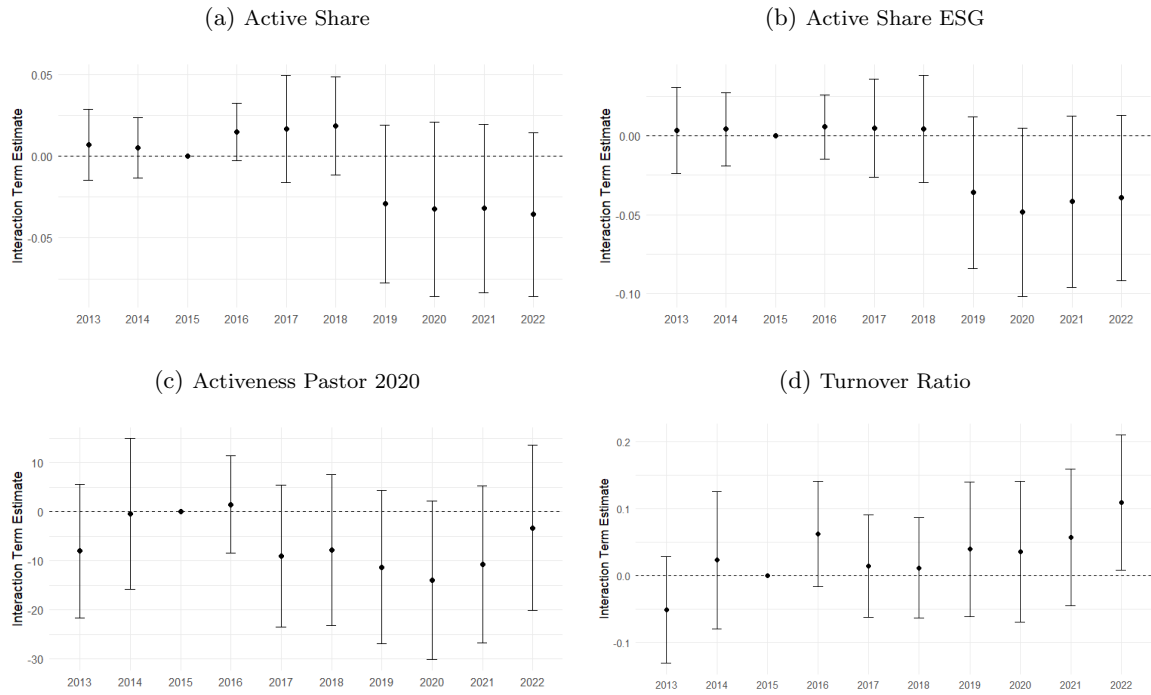 (a) Active Share
(b) Active Share ESG
Interaction Term Estimate
0.05
0.00
-0.05
2013 2014 2015 2016 2017 2018 2019 2020 2021 2022
Interaction Term Estimate
0.00
-0.05
-0.10
2013 2014 2015 2016 2017 2018 2019 2020 2021 2022
(c) Activeness Pastor 2020
(d) Turnover Ratio
Interaction Term Estimate
10
0
-10
-20
-30
2013 2014 2015 2016 2017 2018 2019 2020 2021 2022
Interaction Term Estimate
0.2
0.1
0.0
-0.1
2013 2014 2015 2016 2017 2018 2019 2020 2021 2022